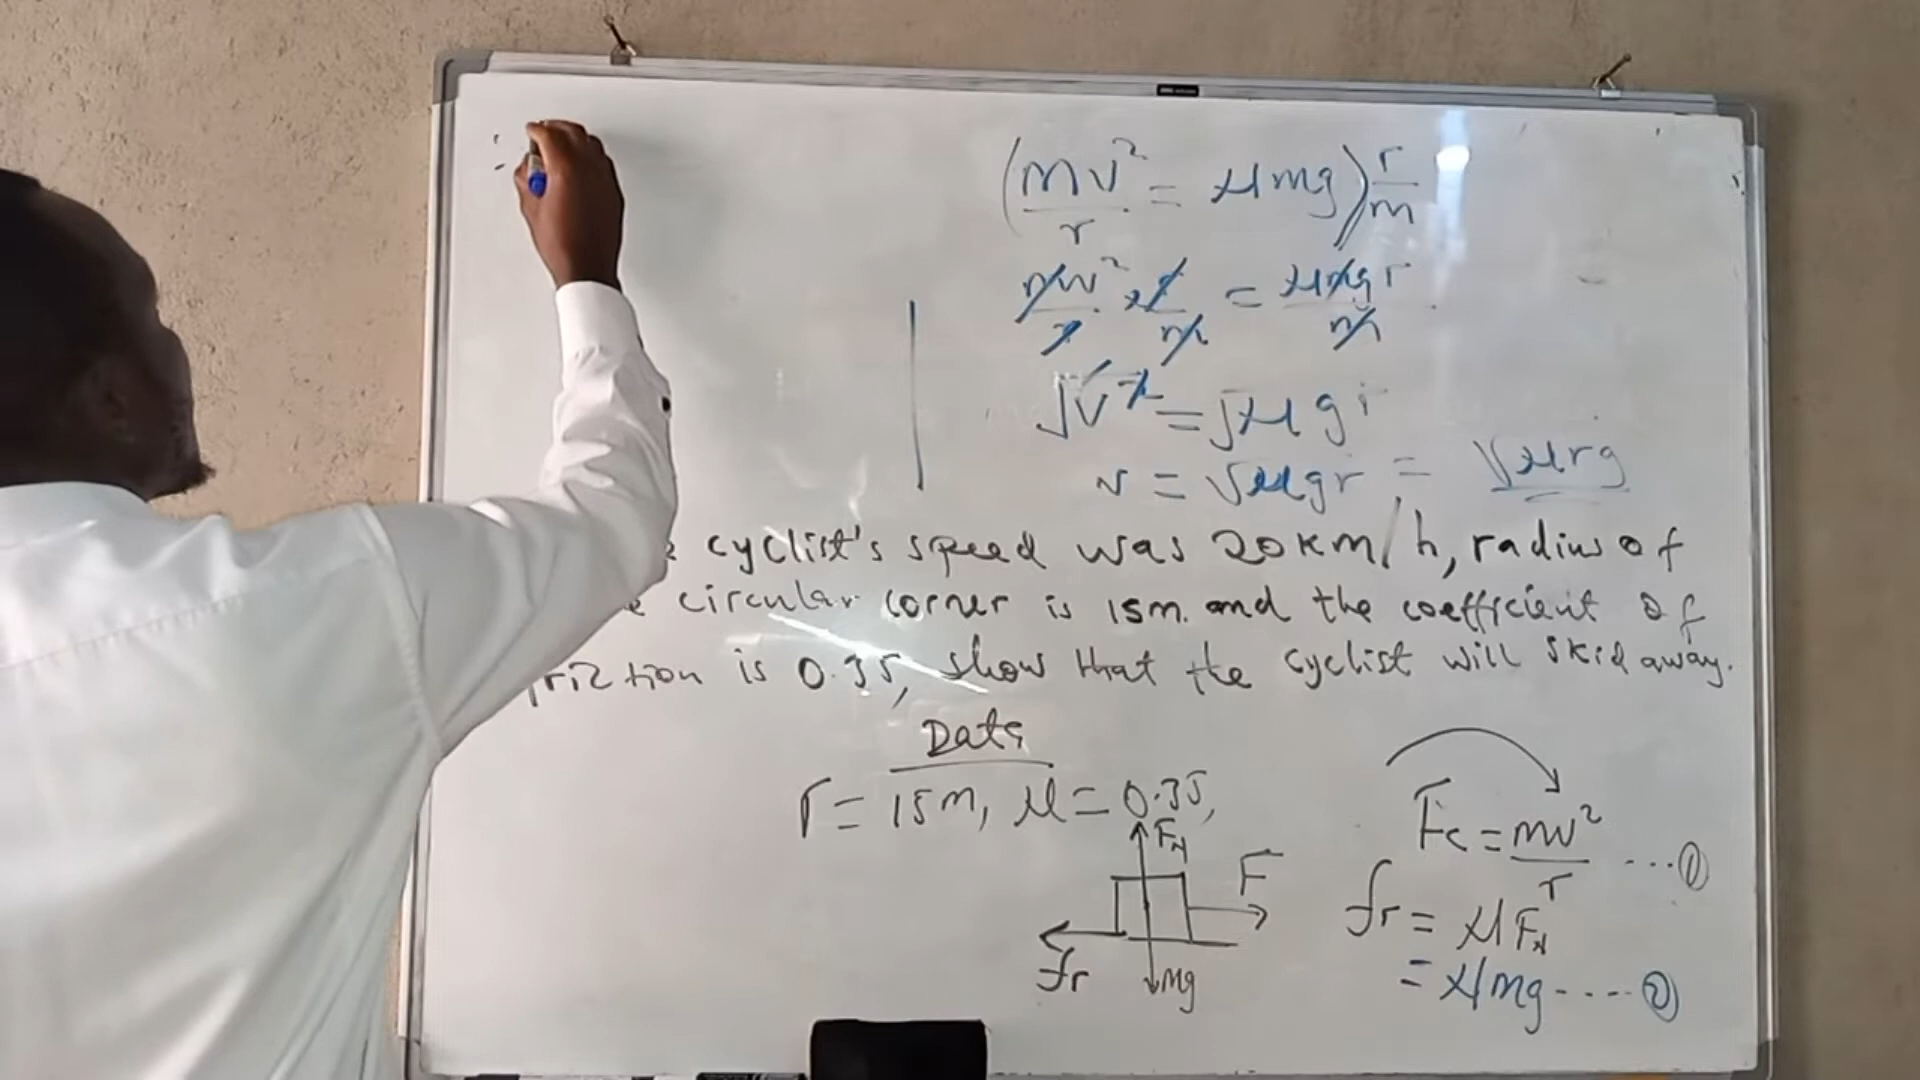 (mv²/r = μmg) r/m
mv²/r × r/m = μmgr/m
√v² = √μgr
v = √μgr = √μrg
cyclist's speed was 20km/h, radius of
circular corner is 15m. and the coefficient of
friction is 0.35, show that the cyclist will skid away.
Data
r = 15m, μ = 0.35,
F_N
F
fr
mg
Fc = mv²/r ---- ①
fr = μF_N
= μmg ---- ②